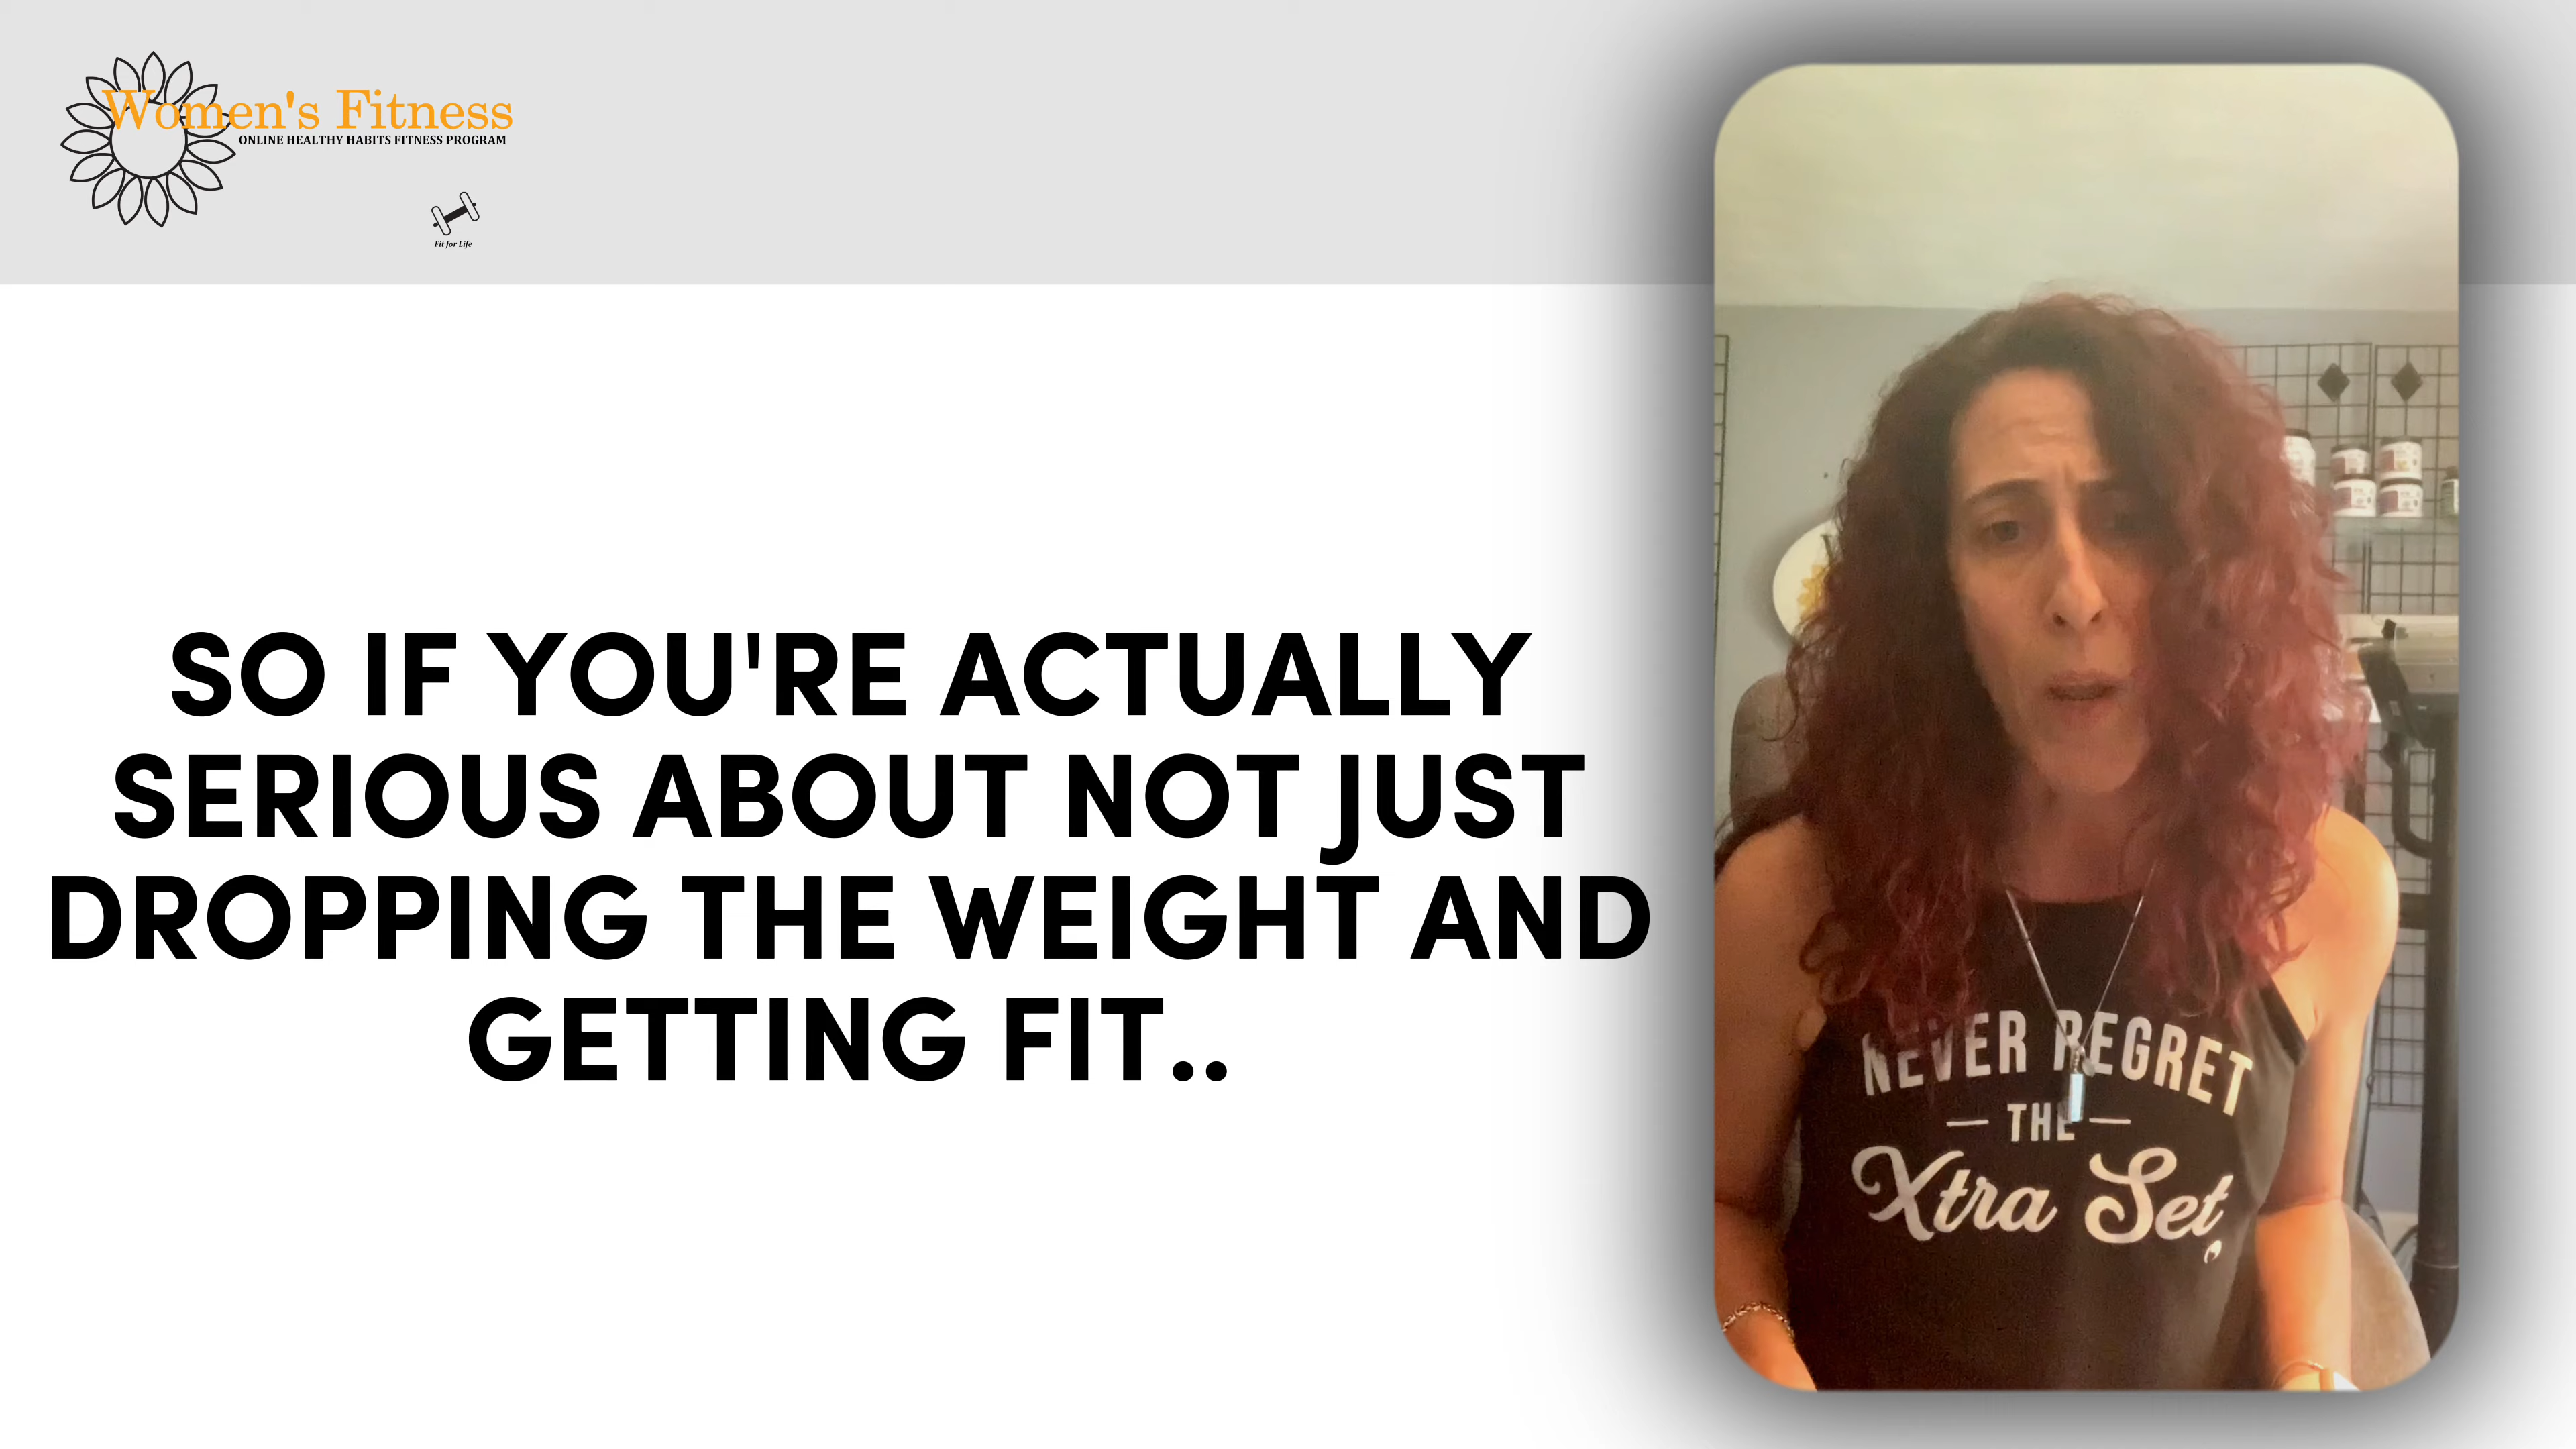 Women's Fitness
ONLINE HEALTHY HABITS FITNESS PROGRAM
Fit for Life
SO IF YOU'RE ACTUALLY
SERIOUS ABOUT NOT JUST
DROPPING THE WEIGHT AND
GETTING FIT..
NEVER REGRET
— THE —
Xtra Set